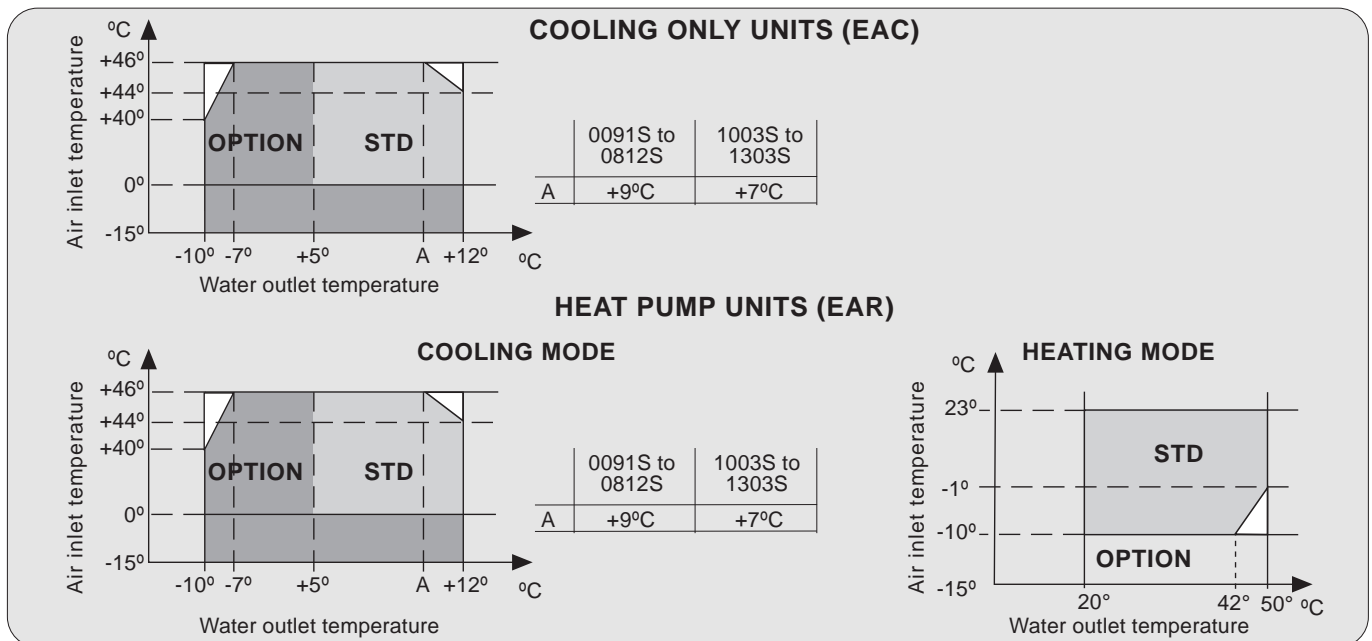 COOLING ONLY UNITS (EAC)
ºC
Air inlet temperature
+46º
+44º
+40º
0º
-15º
OPTION
STD
-10º -7º +5º A +12º ºC
Water outlet temperature
0091S to 0812S
1003S to 1303S
A +9ºC +7ºC
HEAT PUMP UNITS (EAR)
COOLING MODE
ºC
Air inlet temperature
+46º
+44º
+40º
0º
-15º
OPTION
STD
-10º -7º +5º A +12º ºC
Water outlet temperature
0091S to 0812S
1003S to 1303S
A +9ºC +7ºC
HEATING MODE
ºC
Air inlet temperature
23º
-1º
-10º
-15º
STD
OPTION
20° 42° 50° ºC
Water outlet temperature